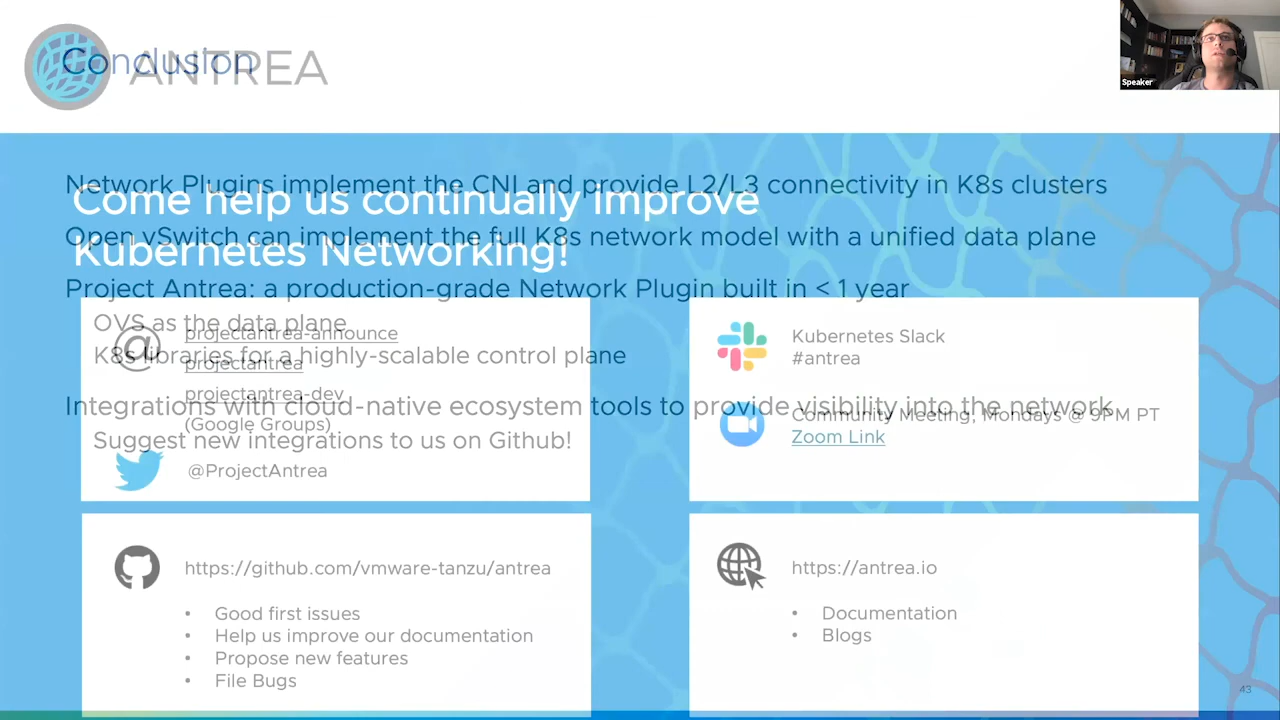 Conclusion
ANTREA
Speaker
Network Plugins implement the CNI and provide L2/L3 connectivity in K8s clusters
Open vSwitch can implement the full K8s network model with a unified data plane
Project Antrea: a production-grade Network Plugin built in < 1 year
OVS as the data plane
K8s libraries for a highly-scalable control plane
Integrations with cloud-native ecosystem tools to provide visibility into the network
Suggest new integrations to us on Github!
Come help us continually improve
Kubernetes Networking!
projectantrea-announce
projectantrea
projectantrea-dev
(Google Groups)
@ProjectAntrea
Kubernetes Slack
#antrea
Community Meeting, Mondays @ 9PM PT
Zoom Link
https://github.com/vmware-tanzu/antrea
• Good first issues
• Help us improve our documentation
• Propose new features
• File Bugs
https://antrea.io
• Documentation
• Blogs
43